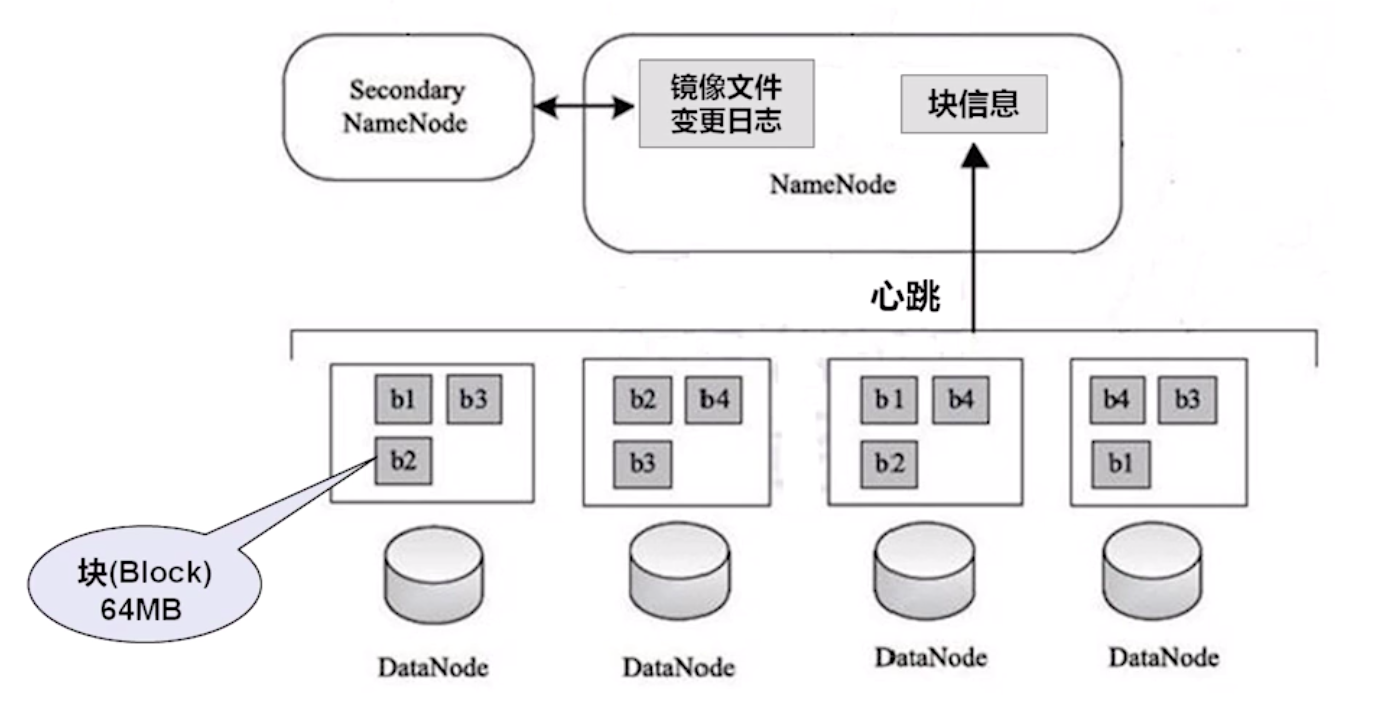 Secondary
NameNode
镜像文件
变更日志
块信息
NameNode
心跳
b1 b3
b2
b2 b4
b3
b1 b4
b2
b4 b3
b1
块(Block)
64MB
DataNode
DataNode
DataNode
DataNode